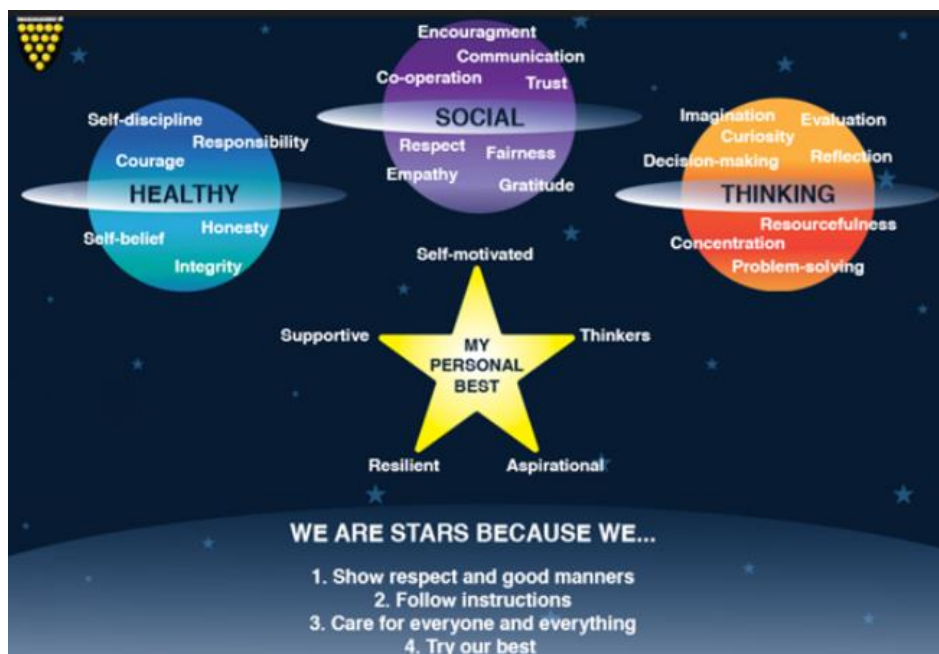 Encouragment
Communication
Co-operation
Trust
SOCIAL
Respect
Fairness
Empathy
Gratitude
Self-discipline
Responsibility
Courage
HEALTHY
Honesty
Self-belief
Integrity
Imagination
Evaluation
Curiosity
Decision-making
Reflection
THINKING
Resourcefulness
Concentration
Problem-solving
Self-motivated
Supportive
Thinkers
MY
PERSONAL
BEST
Resilient
Aspirational
WE ARE STARS BECAUSE WE...
1. Show respect and good manners
2. Follow instructions
3. Care for everyone and everything
4. Try our best